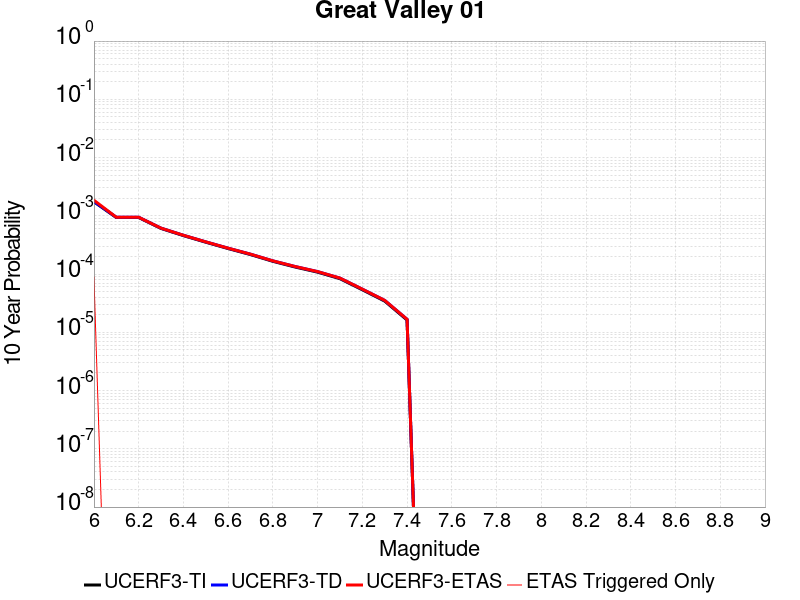 Great Valley 01
10 0
10 -1
10 -2
10 -3
10 -4
10 -5
10 -6
10 -7
10 -8
10 Year Probability
6 6.2 6.4 6.6 6.8 7 7.2 7.4 7.6 7.8 8 8.2 8.4 8.6 8.8 9
Magnitude
UCERF3-TI UCERF3-TD UCERF3-ETAS ETAS Triggered Only